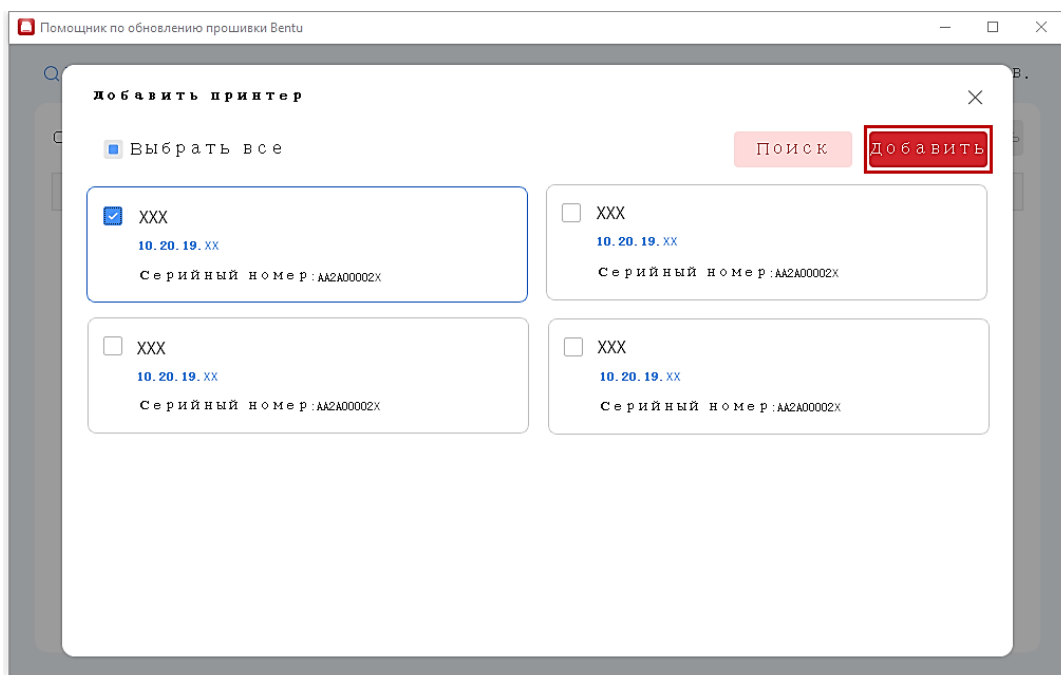 Помощник по обновлению прошивки Bentu
в.
Добавить принтер
Выбрать все
Поиск
Добавить
XXX
10.20.19.XX
Серийный номер:AA2A00002X
XXX
10.20.19.XX
Серийный номер:AA2A00002X
XXX
10.20.19.XX
Серийный номер:AA2A00002X
XXX
10.20.19.XX
Серийный номер:AA2A00002X